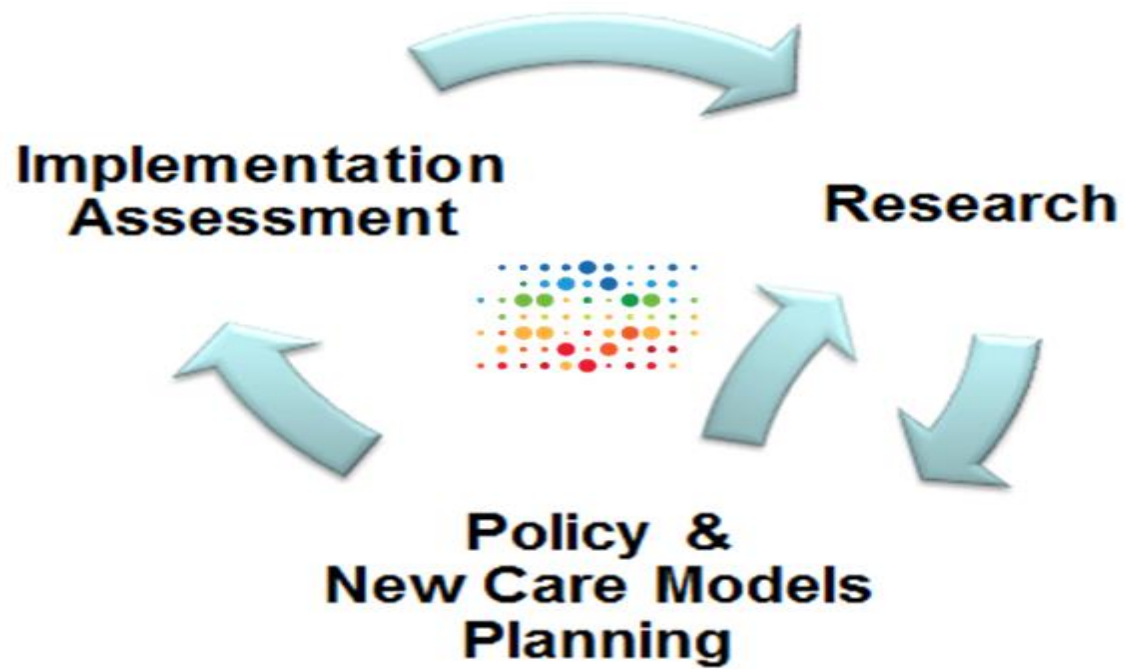 Implementation
Assessment
Research
Policy &
New Care Models
Planning